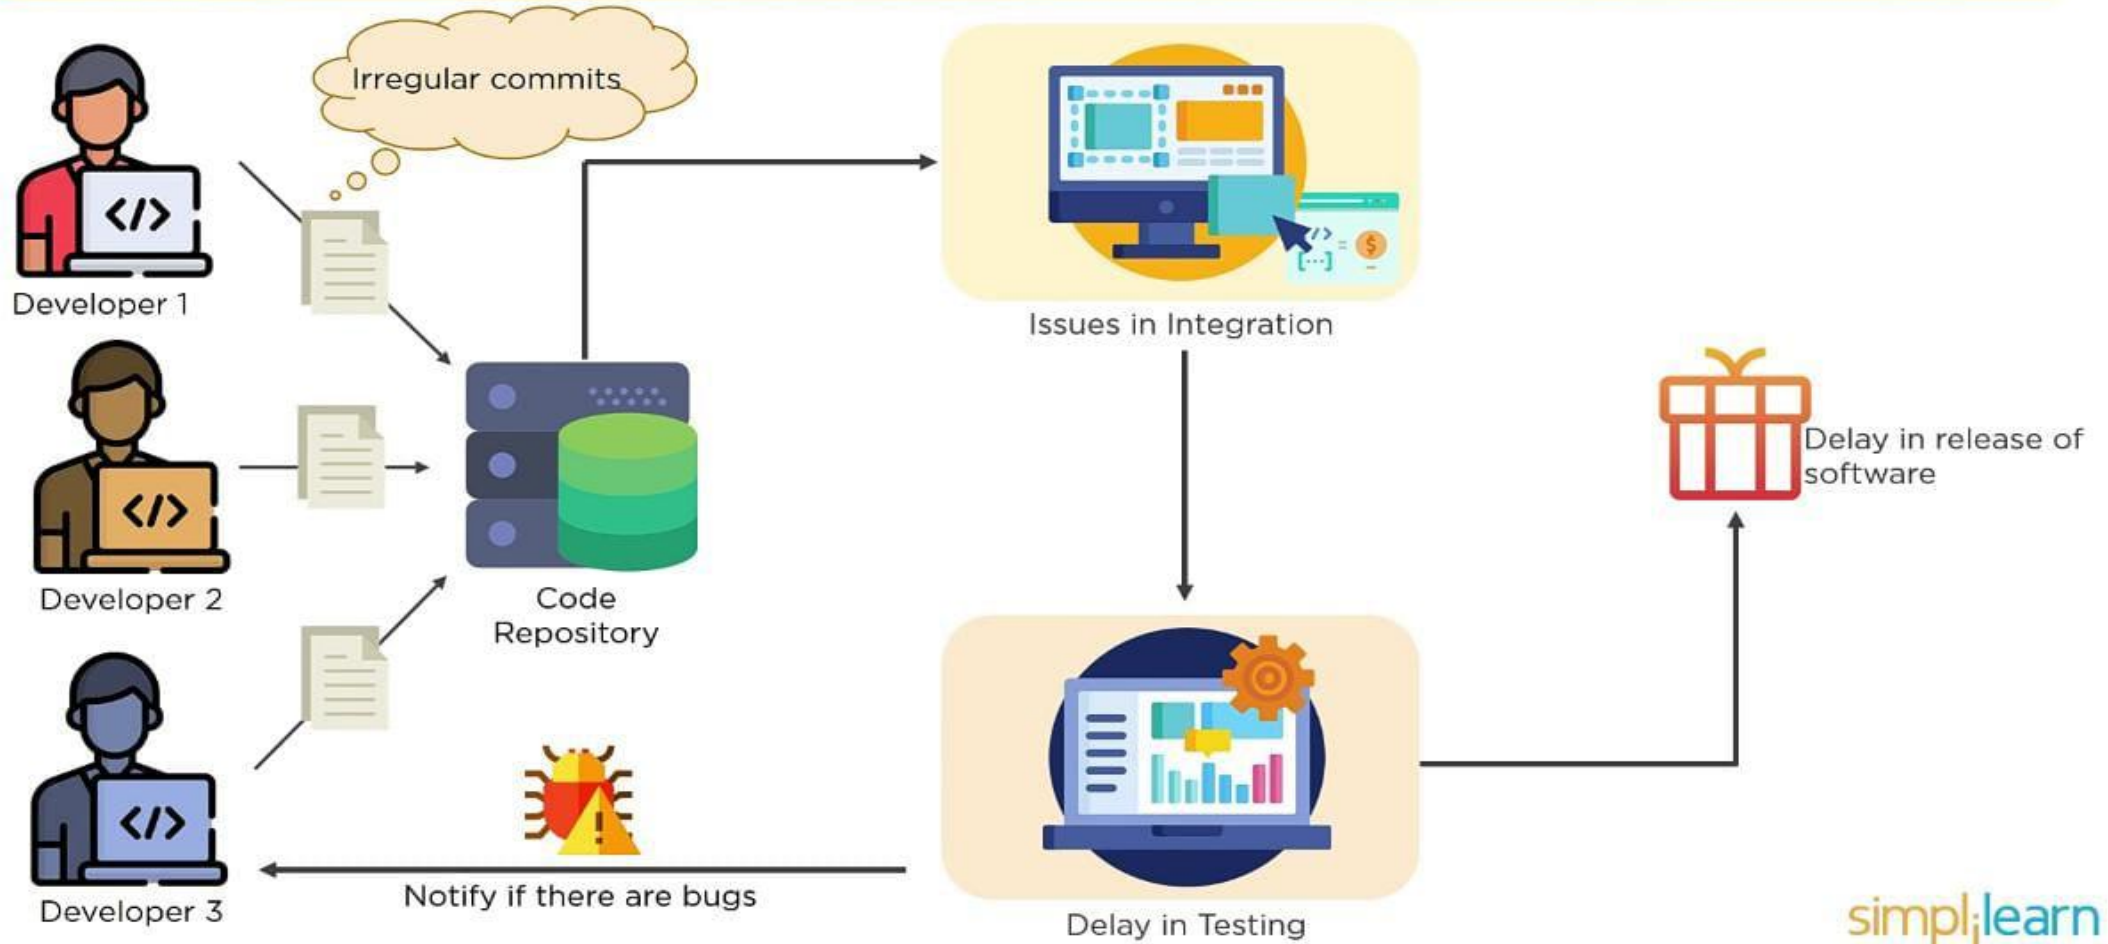 Irregular commits
</>
Developer 1
Issues in Integration
</>
[...]
=
$
</>
Developer 2
Code
Repository
Delay in release of
software
</>
Developer 3
!
Notify if there are bugs
Delay in Testing
simplilearn